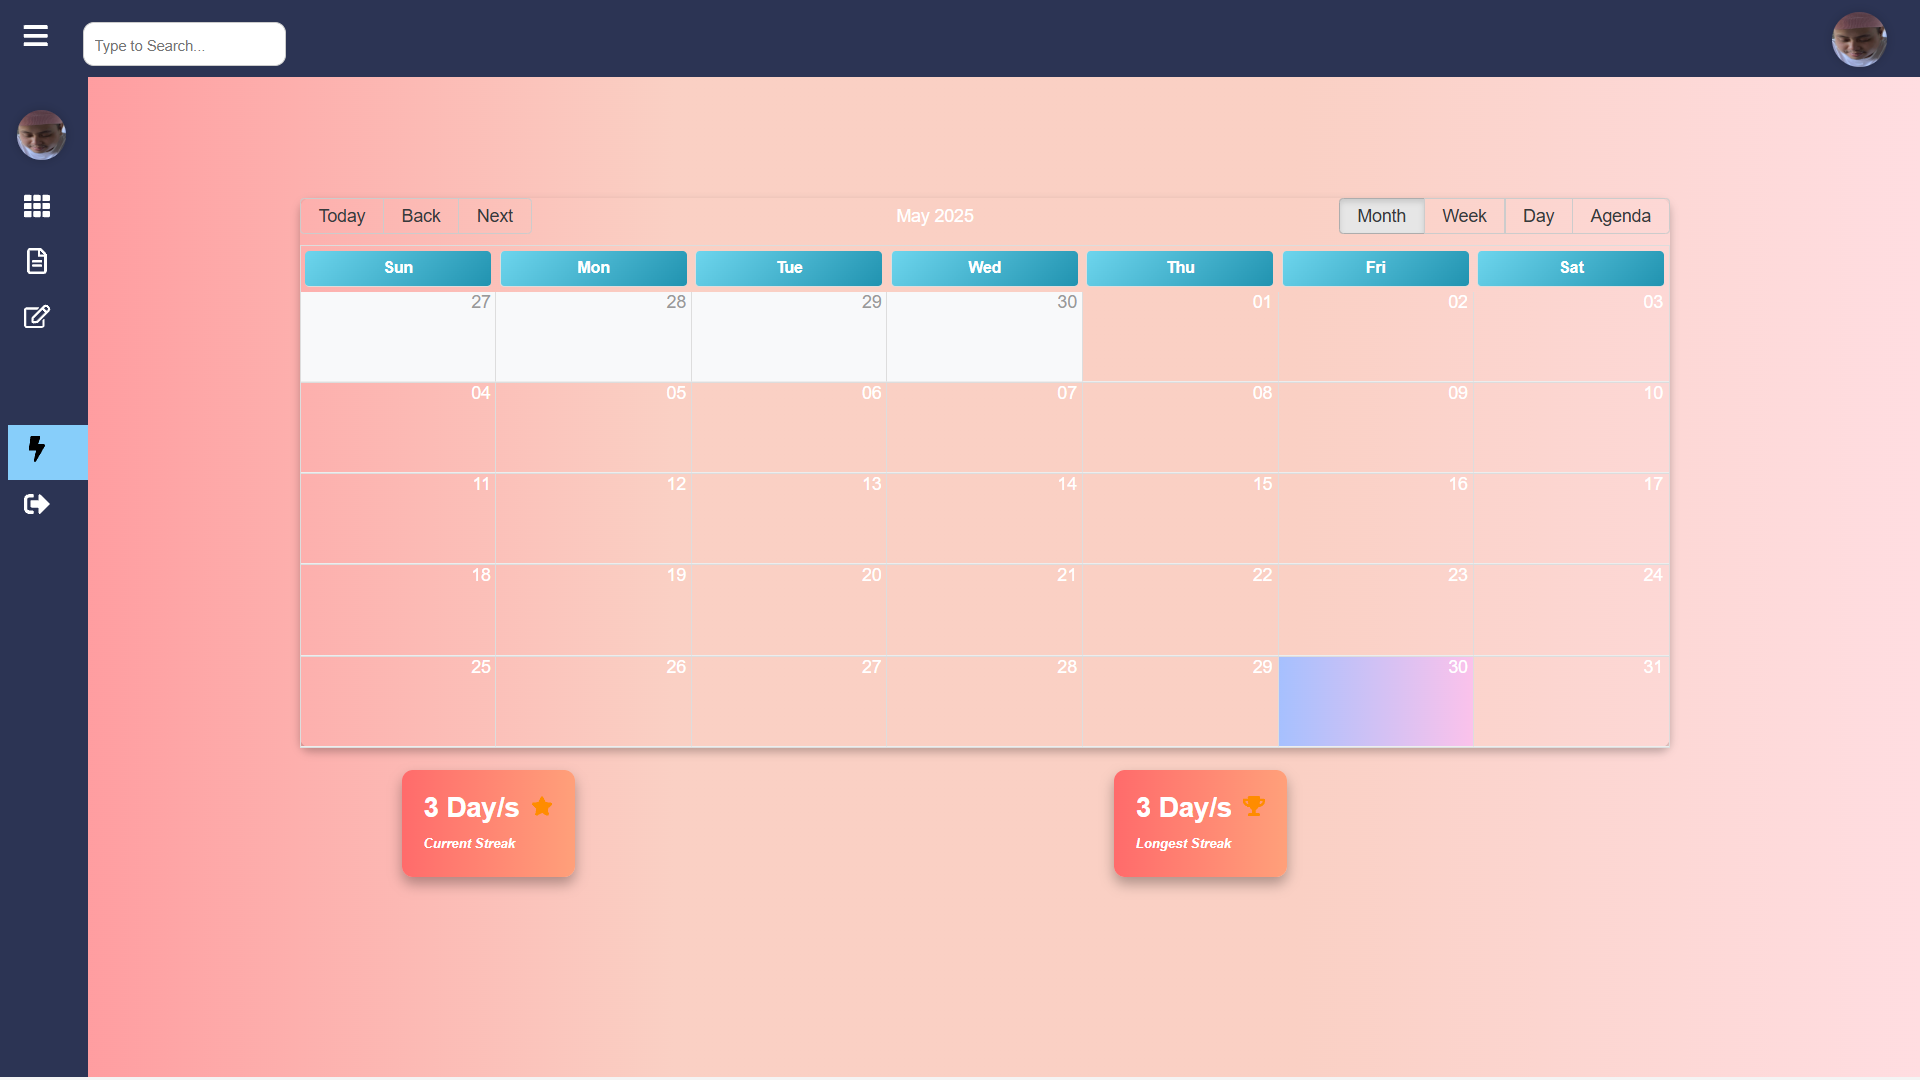 Type to Search...
Today Back Next May 2025 Month Week Day Agenda
Sun Mon Tue Wed Thu Fri Sat
27 28 29 30 01 02 03
04 05 06 07 08 09 10
11 12 13 14 15 16 17
18 19 20 21 22 23 24
25 26 27 28 29 30 31
3 Day/s 3 Day/s
Current Streak Longest Streak